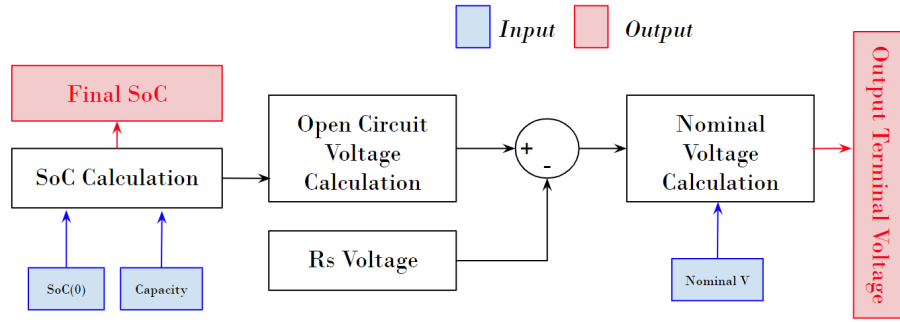 Input
Output
Final SoC
SoC Calculation
SoC(0)
Capacity
Open Circuit
Voltage
Calculation
Rs Voltage
+
-
Nominal
Voltage
Calculation
Nominal V
Output Terminal Voltage